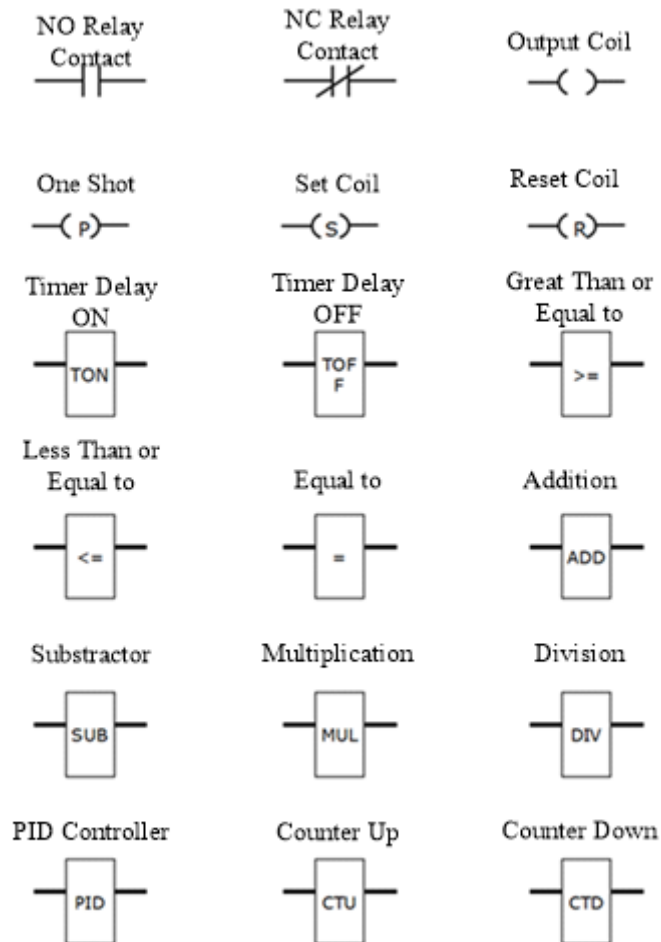 NO Relay
Contact
NC Relay
Contact
Output Coil
One Shot
Set Coil
Reset Coil
P
S
R
Timer Delay
ON
Timer Delay
OFF
Great Than or
Equal to
TON
TOF
F
>=
Less Than or
Equal to
Equal to
Addition
<=
=
ADD
Substractor
Multiplication
Division
SUB
MUL
DIV
PID Controller
Counter Up
Counter Down
PID
CTU
CTD